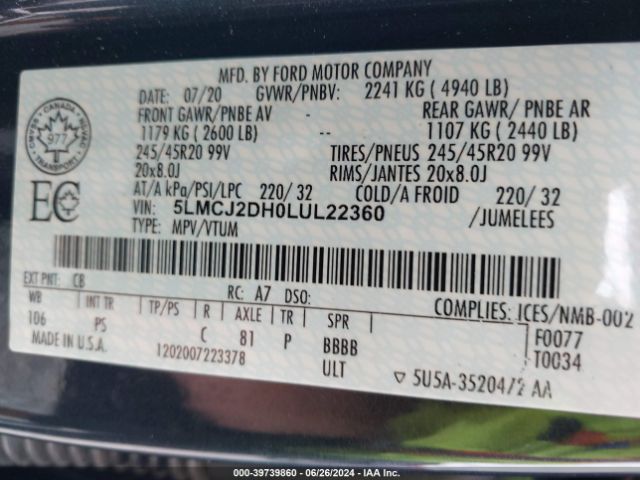 MFD. BY FORD MOTOR COMPANY
DATE: 07/20 GVWR/PNBV: 2241 KG ( 4940 LB)
FRONT GAWR/PNBE AV - REAR GAWR/ PNBE AR
1179 KG ( 2600 LB) -- 1107 KG ( 2440 LB)
245/45R20 99V TIRES/PNEUS 245/45R20 99V
20x8.0J RIMS/JANTES 20x8.0J
AT/A kPa/PSI/LPC 220/ 32 COLD/A FROID 220/ 32
VIN: 5LMCJ2DH0LUL22360 /JUMELEES
TYPE: MPV/VTUM
CANADA
977
TRANSPORT
EC
EXT PNT: CB RC: A7 DSO:
COMPLIES: ICES/NMB-002
WB INT TR TP/PS R AXLE TR SPR
106 PS C 81 P BBBB F0077
MADE IN U.S.A. 1202007223378 ULT T0034
▽ 5U5A-3520472 AA
000-39739860 | 06/26/2024 | IAA Inc.